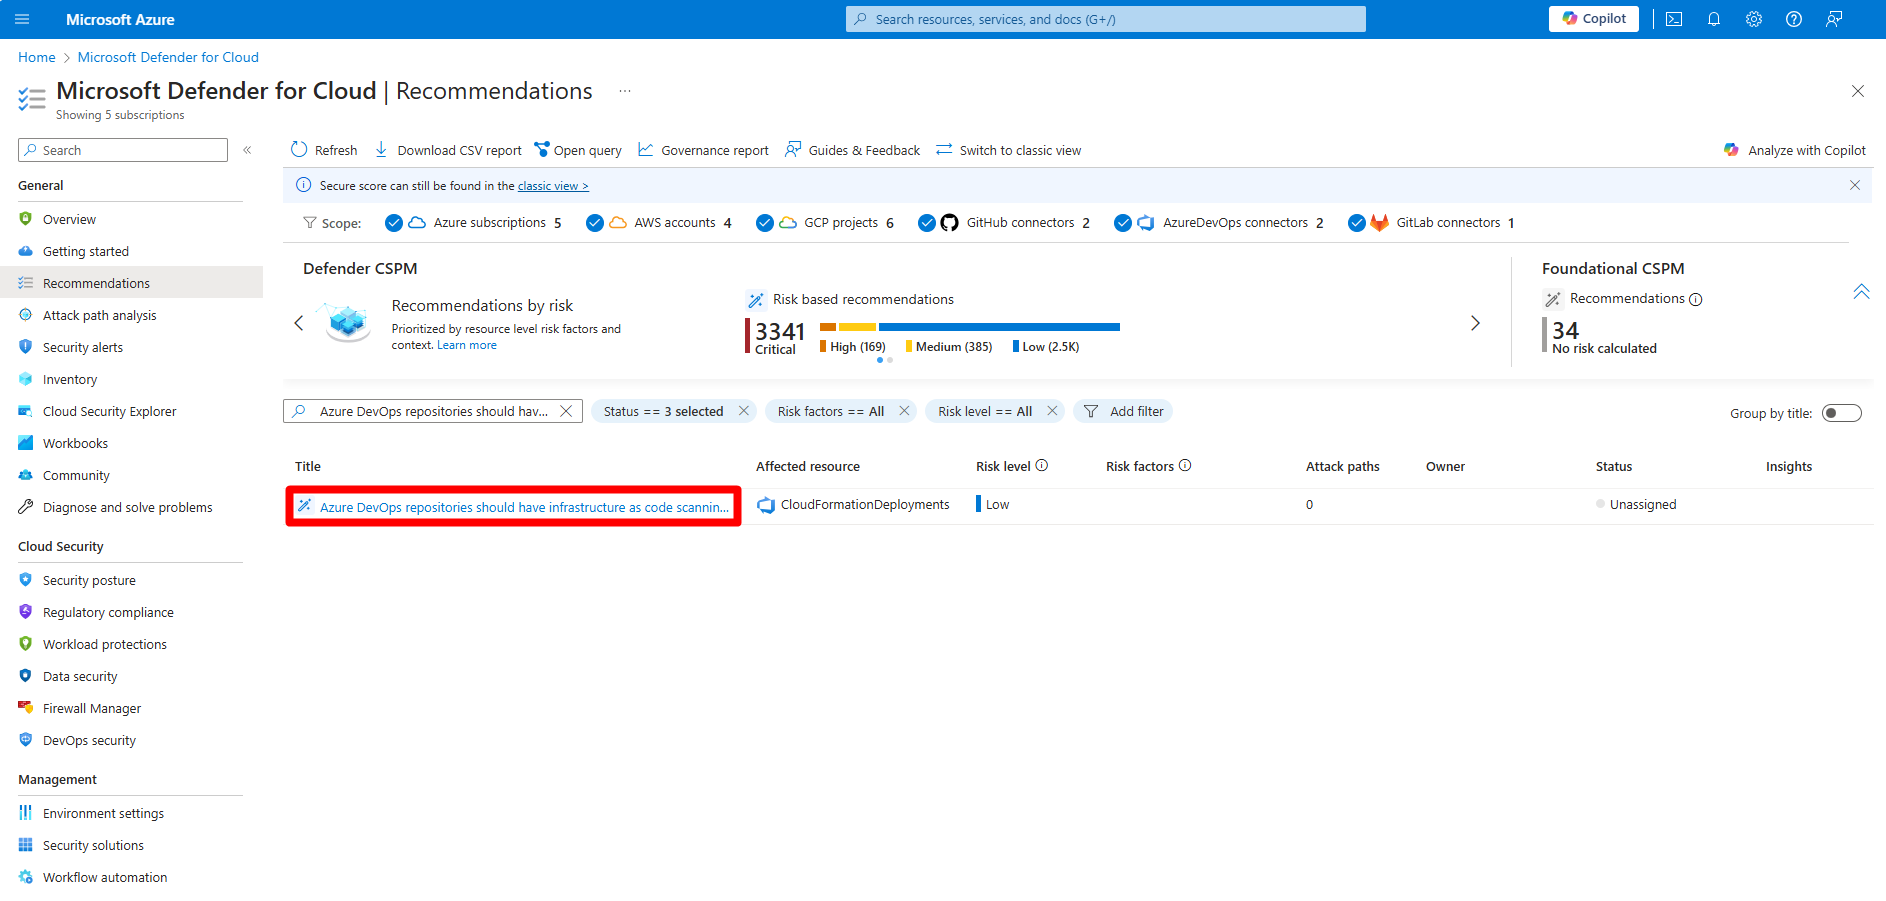 Microsoft Azure
Search resources, services, and docs (G+/)
Copilot
Home > Microsoft Defender for Cloud
Microsoft Defender for Cloud | Recommendations ...
Showing 5 subscriptions
Search
«
General
Overview
Getting started
Recommendations
Attack path analysis
Security alerts
Inventory
Cloud Security Explorer
Workbooks
Community
Diagnose and solve problems
Cloud Security
Security posture
Regulatory compliance
Workload protections
Data security
Firewall Manager
DevOps security
Management
Environment settings
Security solutions
Workflow automation
Refresh
Download CSV report
Open query
Governance report
Guides & Feedback
Switch to classic view
Analyze with Copilot
Secure score can still be found in the classic view >
Scope:
Azure subscriptions 5
AWS accounts 4
GCP projects 6
GitHub connectors 2
AzureDevOps connectors 2
GitLab connectors 1
Defender CSPM
Recommendations by risk
Prioritized by resource level risk factors and
context. Learn more
Risk based recommendations
3341
Critical
High (169)
Medium (385)
Low (2.5K)
Foundational CSPM
Recommendations
34
No risk calculated
Azure DevOps repositories should hav...
Status == 3 selected
Risk factors == All
Risk level == All
Add filter
Group by title:
Title
Affected resource
Risk level
Risk factors
Attack paths
Owner
Status
Insights
Azure DevOps repositories should have infrastructure as code scannin...
CloudFormationDeployments
Low
0
Unassigned